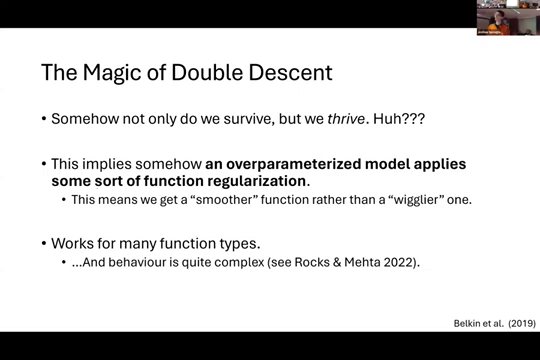 The Magic of Double Descent
• Somehow not only do we survive, but we thrive. Huh???
• This implies somehow an overparameterized model applies
some sort of function regularization.
• This means we get a “smoother” function rather than a “wigglier” one.
• Works for many function types.
• …And behaviour is quite complex (see Rocks & Mehta 2022).
Belkin et al. (2019)